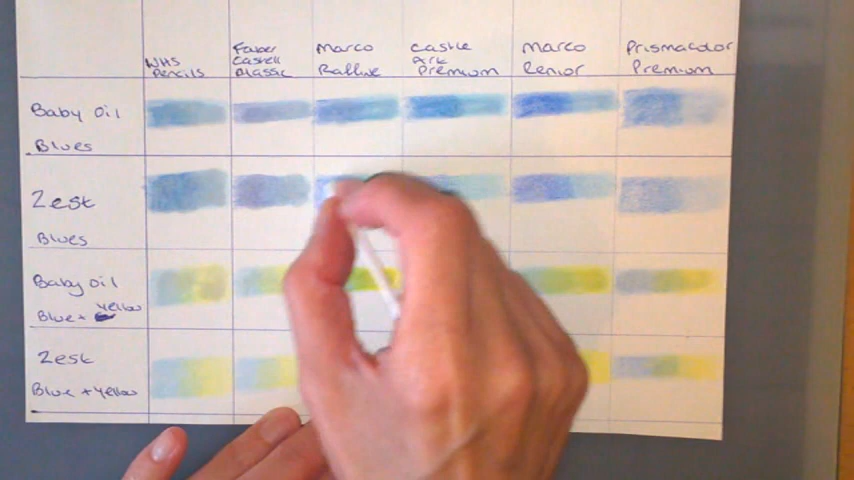 WHS Pencils
Faber Castell Classic
Marco Raffine
Castle Art Premium
Marco Renior
Prismacolor Premium
Baby Oil
Blues
Zest
Blues
Baby Oil
Blue + Yellow
Zest
Blue + Yellow